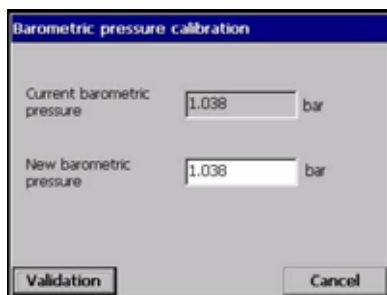 Barometric pressure calibration
Current barometric
pressure
1.038
bar
New barometric
pressure
1.038
bar
Validation
Cancel